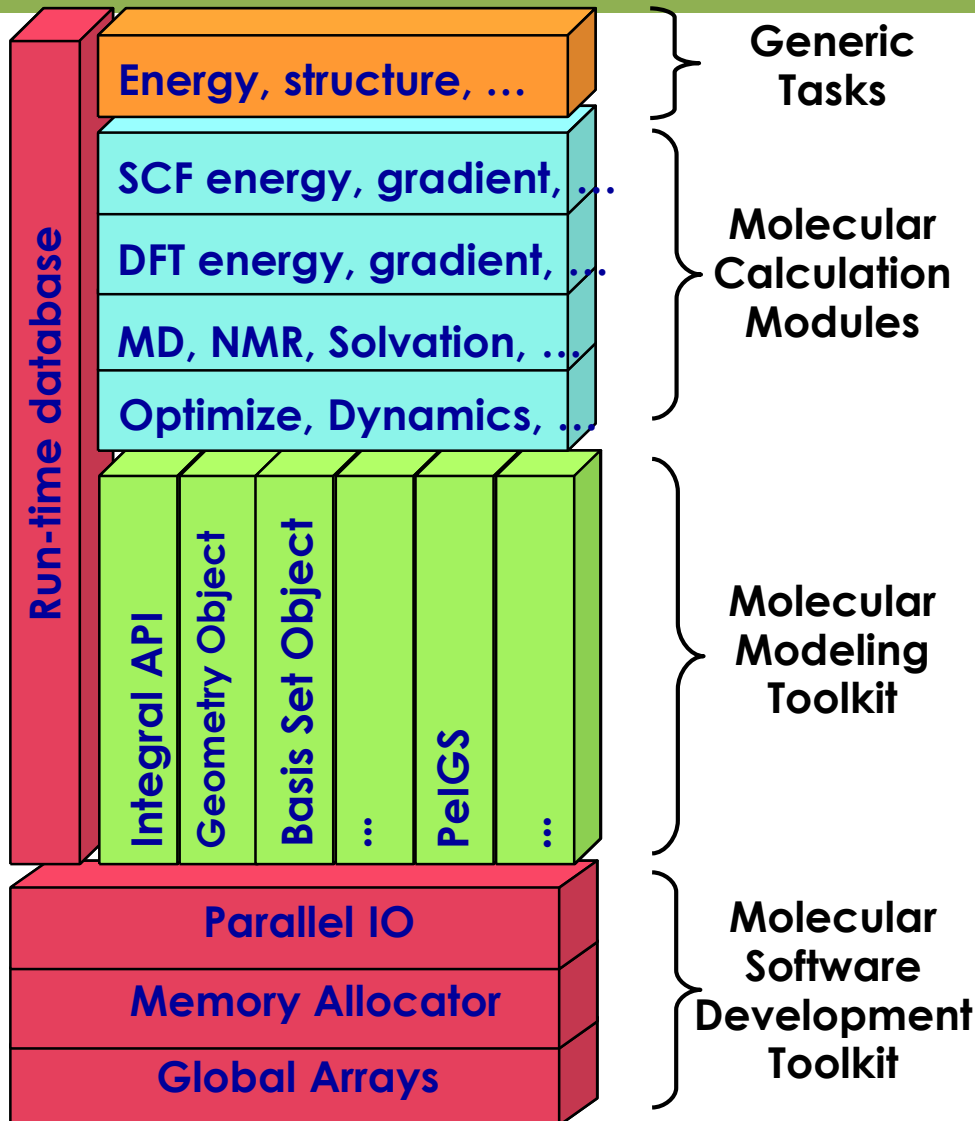 Generic
Tasks
Energy, structure, …
SCF energy, gradient, …
DFT energy, gradient, …
MD, NMR, Solvation, …
Optimize, Dynamics, …
Molecular
Calculation
Modules
Run-time database
Integral API
Geometry Object
Basis Set Object
...
PeIGS
...
Molecular
Modeling
Toolkit
Parallel IO
Memory Allocator
Global Arrays
Molecular
Software
Development
Toolkit